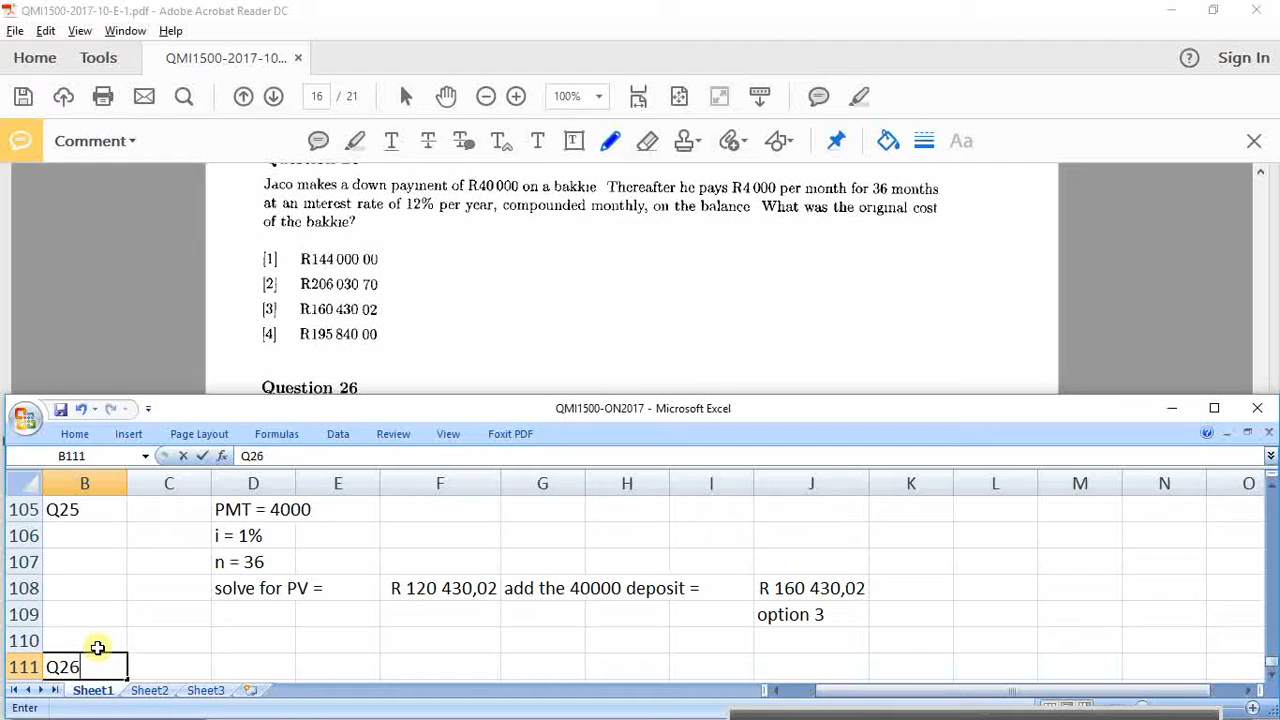 QMI1500-2017-10-E-1.pdf - Adobe Acrobat Reader DC
File Edit View Window Help
Home Tools QMI1500-2017-10... × Sign In
16 / 21 100%
Comment Aa
Jaco makes a down payment of R40 000 on a bakkie Thereafter he pays R4 000 per month for 36 months
at an interest rate of 12% per year, compounded monthly, on the balance What was the original cost
of the bakkie?
[1] R144 000 00
[2] R206 030 70
[3] R160 430 02
[4] R195 840 00
Question 26
QMI1500-ON2017 - Microsoft Excel
Home Insert Page Layout Formulas Data Review View Foxit PDF
B111 fx Q26
B C D E F G H I J K L M N O
105 Q25 PMT = 4000
106 i = 1%
107 n = 36
108 solve for PV = R 120 430,02 add the 40000 deposit = R 160 430,02
109 option 3
110
111 Q26
Sheet1 Sheet2 Sheet3
Enter